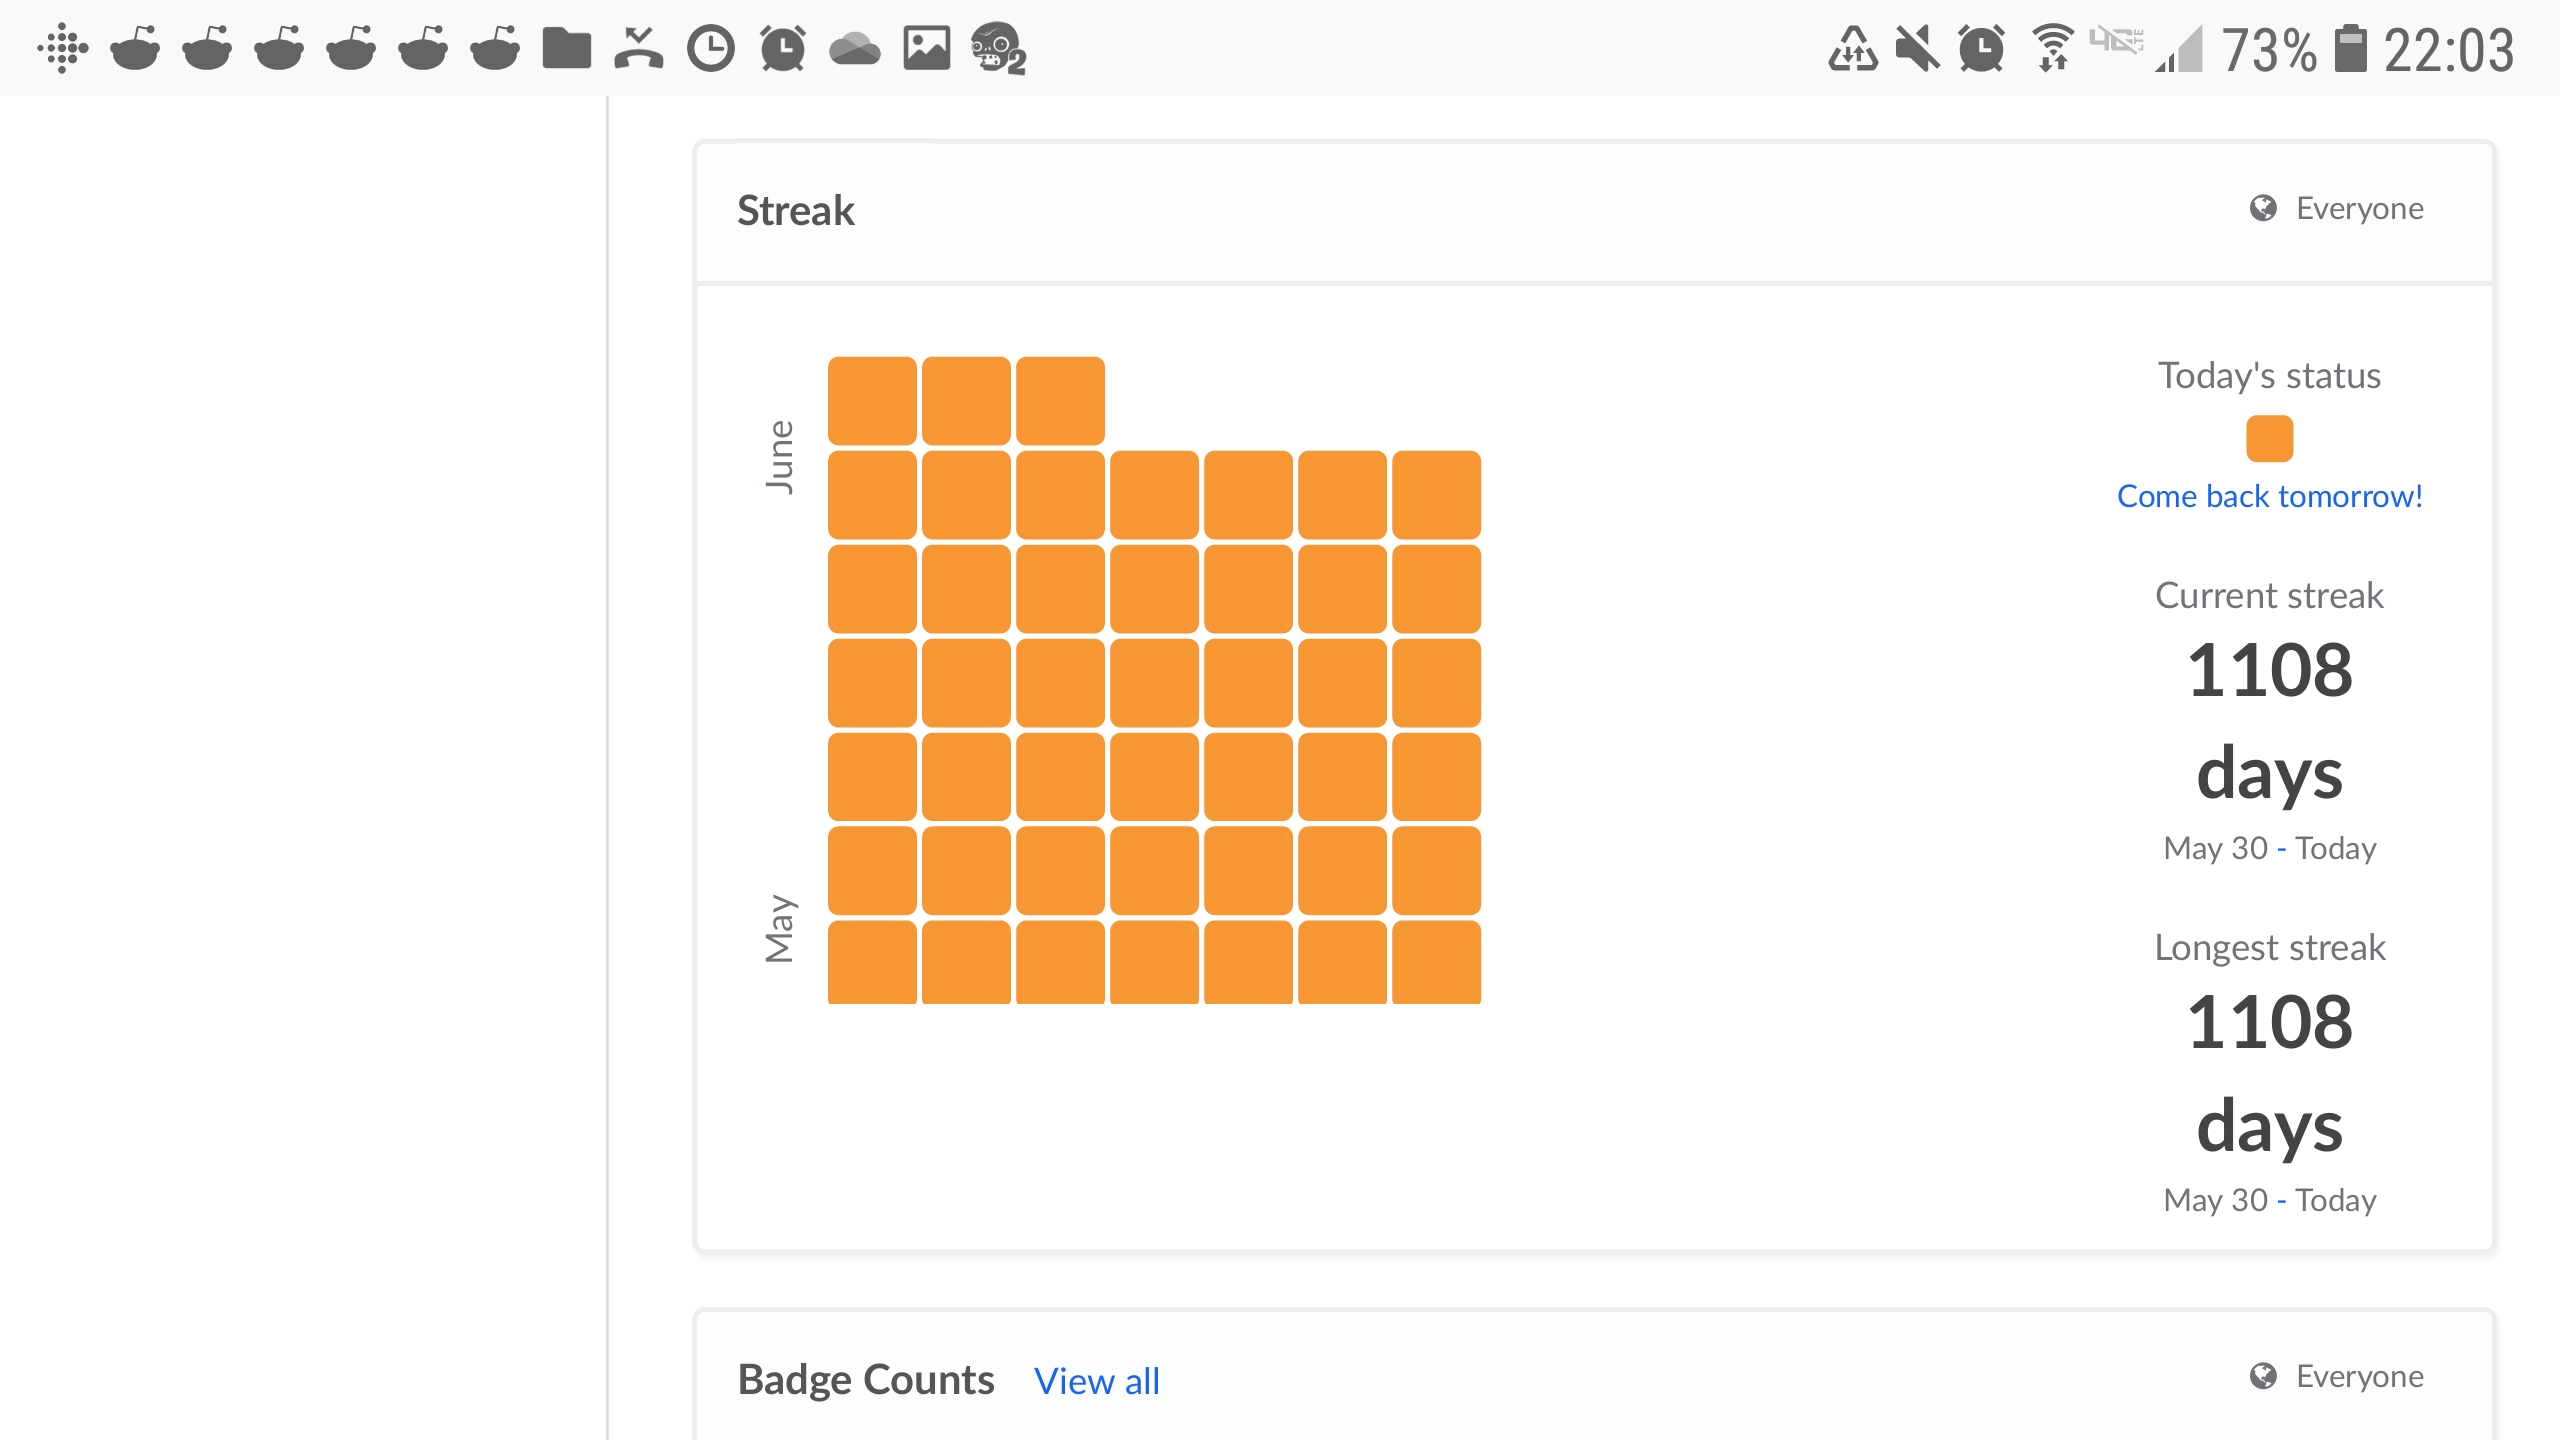 73% 22:03
Streak
Everyone
June
May
Today's status
Come back tomorrow!
Current streak
1108
days
May 30 - Today
Longest streak
1108
days
May 30 - Today
Badge Counts View all
Everyone